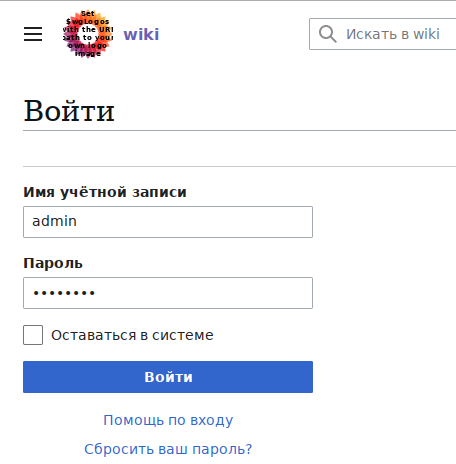 Set
$wgLogos
with the URL
path to your
own logo
image
wiki
Искать в wiki
Войти
Имя учётной записи
admin
Пароль
••••••••
Оставаться в системе
Войти
Помощь по входу
Сбросить ваш пароль?